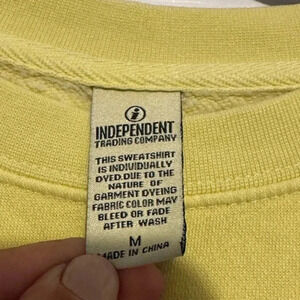 INDEPENDENT
TRADING COMPANY
THIS SWEATSHIRT
IS INDIVIDUALLY
DYED.DUE TO THE
NATURE OF
GARMENT DYEING
FABRIC COLOR MAY
BLEED OR FADE
AFTER WASH
M
MADE IN CHINA